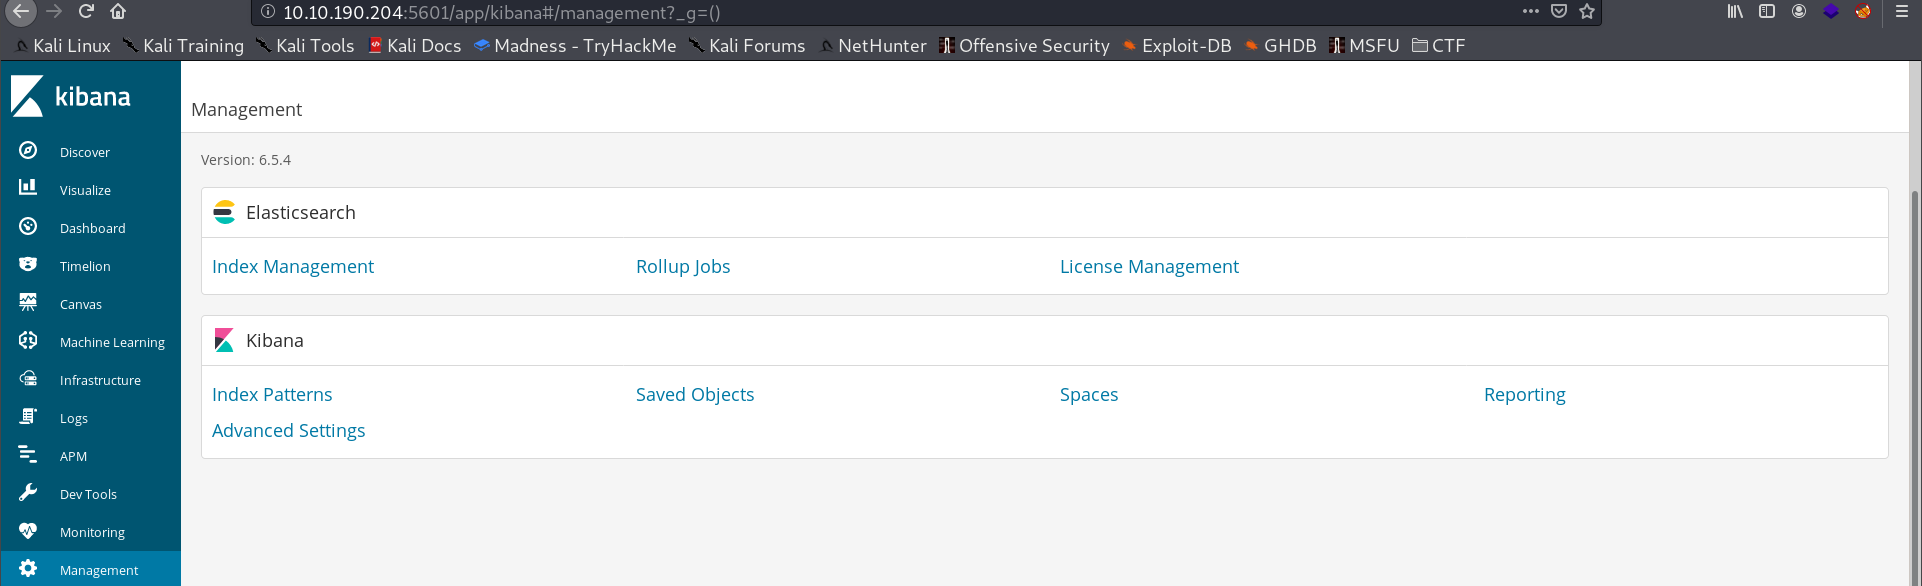 10.10.190.204:5601/app/kibana#/management?_g=()
Kali Linux Kali Training Kali Tools Kali Docs Madness - TryHackMe Kali Forums NetHunter Offensive Security Exploit-DB GHDB MSFU CTF
kibana
Management
Discover
Version: 6.5.4
Visualize
Elasticsearch
Dashboard
Timelion
Index Management Rollup Jobs License Management
Canvas
Machine Learning
Kibana
Infrastructure
Index Patterns Saved Objects Spaces Reporting
Logs
Advanced Settings
APM
Dev Tools
Monitoring
Management